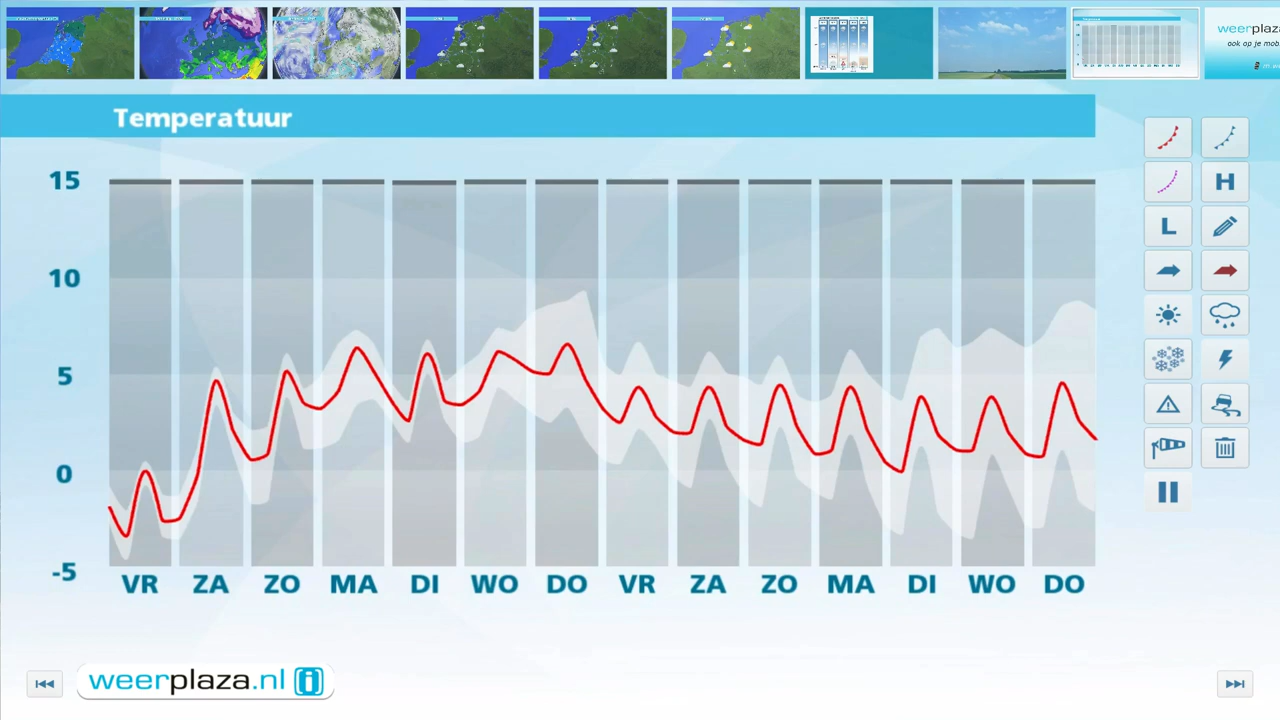 weerplaza
ook op je mob
Temperatuur
15
10
5
0
-5
VR ZA ZO MA DI WO DO VR ZA ZO MA DI WO DO
H
L
weerplaza.nl